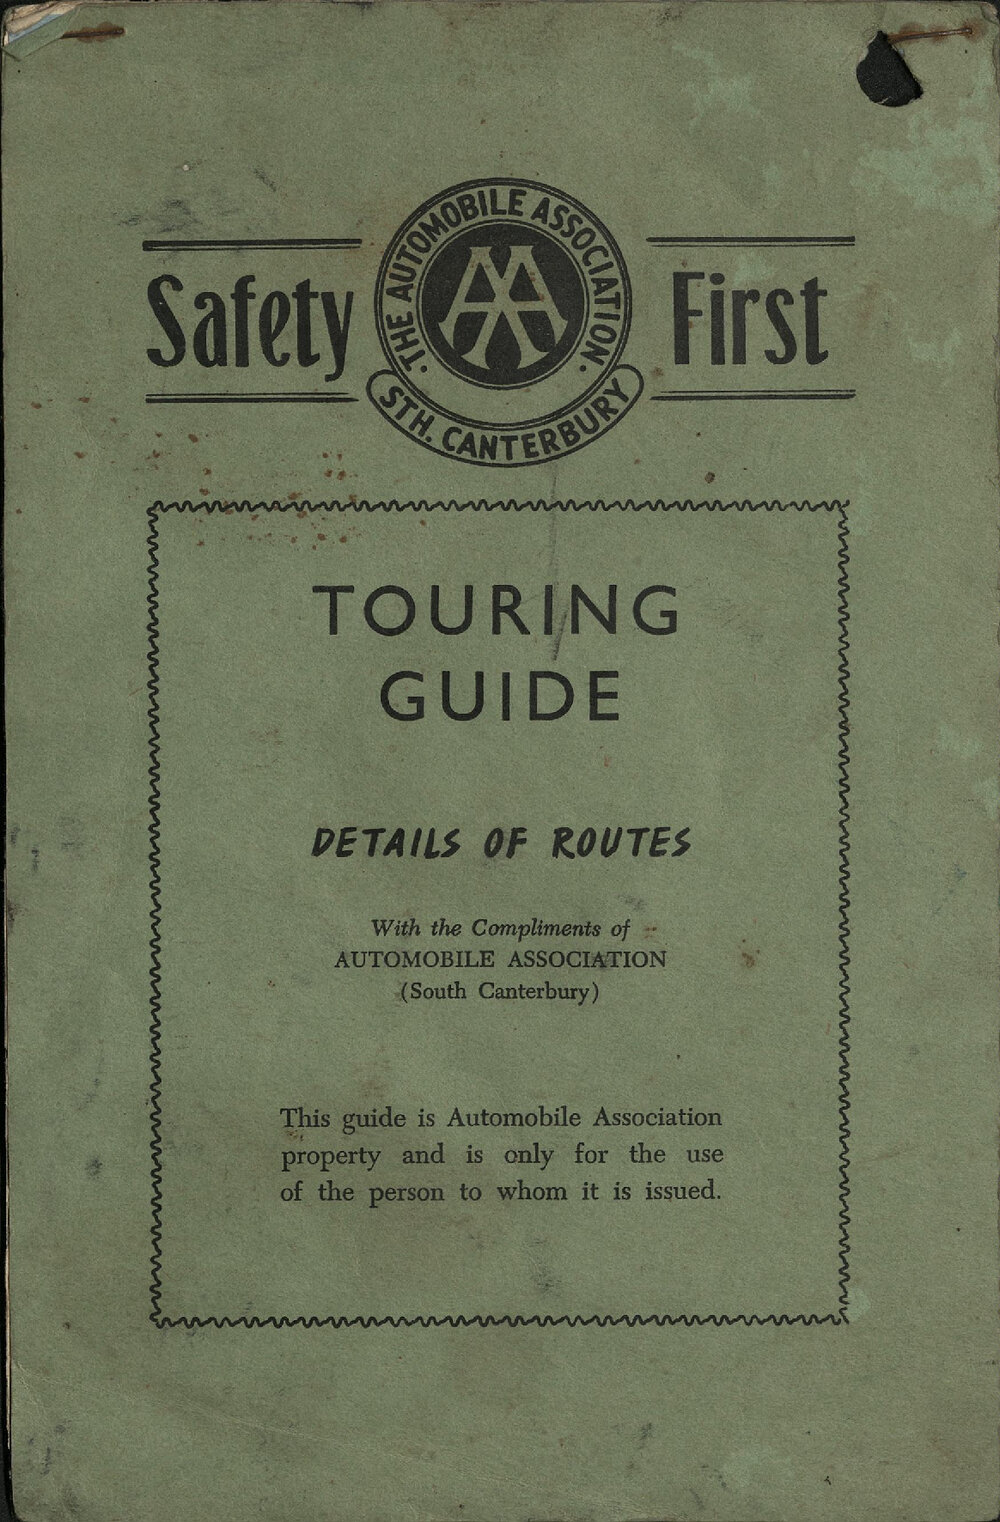 Safety First
· THE AUTOMOBILE ASSOCIATION ·
AA
STH. CANTERBURY
TOURING
GUIDE
DETAILS OF ROUTES
With the Compliments of
AUTOMOBILE ASSOCIATION
(South Canterbury)
This guide is Automobile Association
property and is only for the use
of the person to whom it is issued.